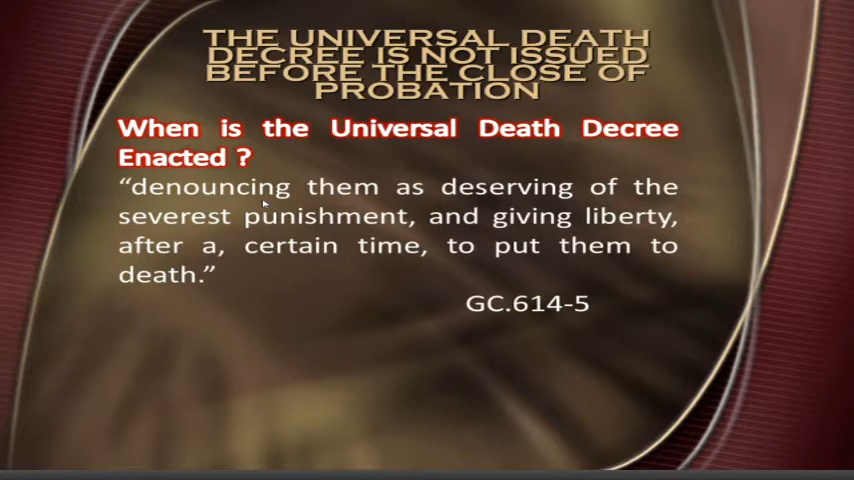 THE UNIVERSAL DEATH
DECREE IS NOT ISSUED
BEFORE THE CLOSE OF
PROBATION
When is the Universal Death Decree
Enacted ?
“denouncing them as deserving of the
severest punishment, and giving liberty,
after a, certain time, to put them to
death.”
GC.614-5